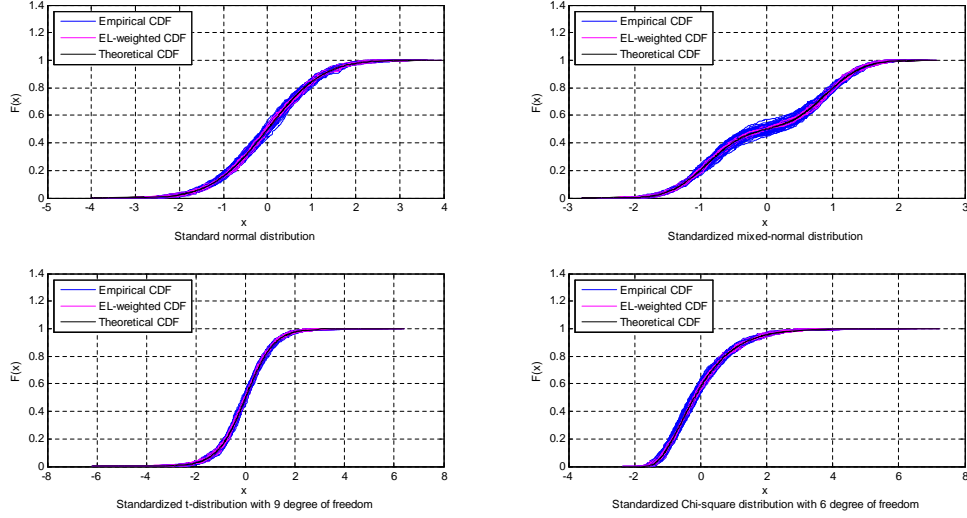 1.4
1.2
1
0.8
0.6
0.4
0.2
0
F(x)
Empirical CDF
EL-weighted CDF
Theoretical CDF
-5 -4 -3 -2 -1 0 1 2 3 4
x
Standard normal distribution
1.4
1.2
1
0.8
0.6
0.4
0.2
0
F(x)
Empirical CDF
EL-weighted CDF
Theoretical CDF
-3 -2 -1 0 1 2 3
x
Standardized mixed-normal distribution
1.4
1.2
1
0.8
0.6
0.4
0.2
0
F(x)
Empirical CDF
EL-weighted CDF
Theoretical CDF
-8 -6 -4 -2 0 2 4 6 8
x
Standardized t-distribution with 9 degree of freedom
1.4
1.2
1
0.8
0.6
0.4
0.2
0
F(x)
Empirical CDF
EL-weighted CDF
Theoretical CDF
-4 -2 0 2 4 6 8
x
Standardized Chi-square distribution with 6 degree of freedom